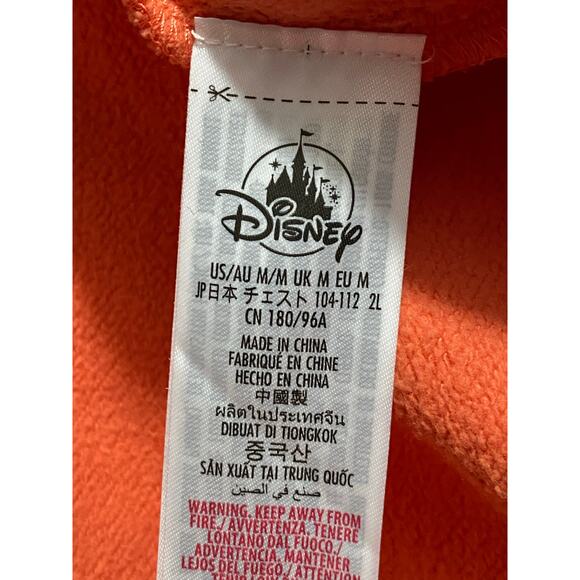 Disney
US/AU M/M UK M EU M
JP日本 チェスト 104-112 2L
CN 180/96A
MADE IN CHINA
FABRIQUÉ EN CHINE
HECHO EN CHINA
中國製
ผลิตในประเทศจีน
DIBUAT DI TIONGKOK
중국산
SẢN XUẤT TẠI TRUNG QUỐC
صنع في الصين
WARNING. KEEP AWAY FROM
FIRE./ AVVERTENZA. TENERE
LONTANO DAL FUOCO./
ADVERTENCIA. MANTENER
LEJOS DEL FUEGO./ ATTENTION